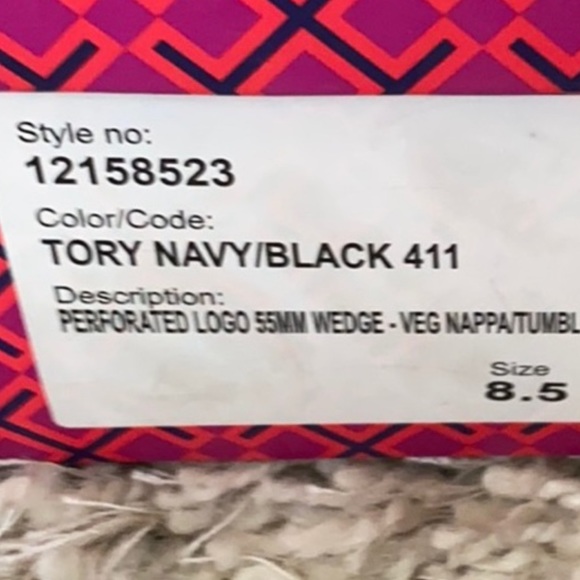 Style no:
12158523
Color/Code:
TORY NAVY/BLACK 411
Description:
PERFORATED LOGO 55MM WEDGE - VEG NAPPA/TUMBL
Size
8.5